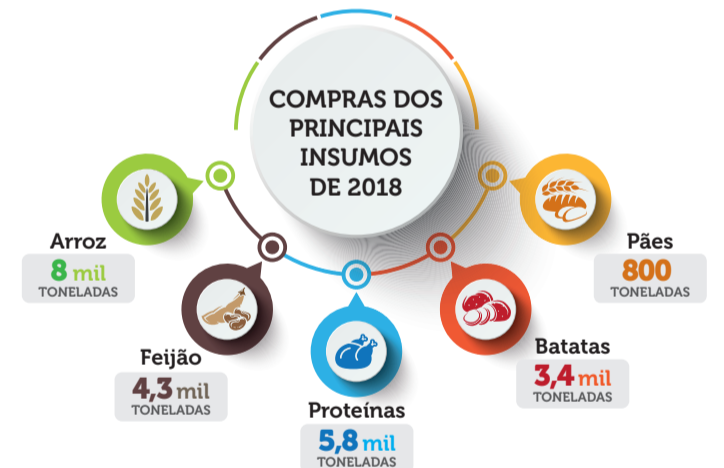 COMPRAS DOS
PRINCIPAIS
INSUMOS
DE 2018
Arroz
8 mil
TONELADAS
Feijão
4,3 mil
TONELADAS
Proteínas
5,8 mil
TONELADAS
Batatas
3,4 mil
TONELADAS
Pães
800
TONELADAS